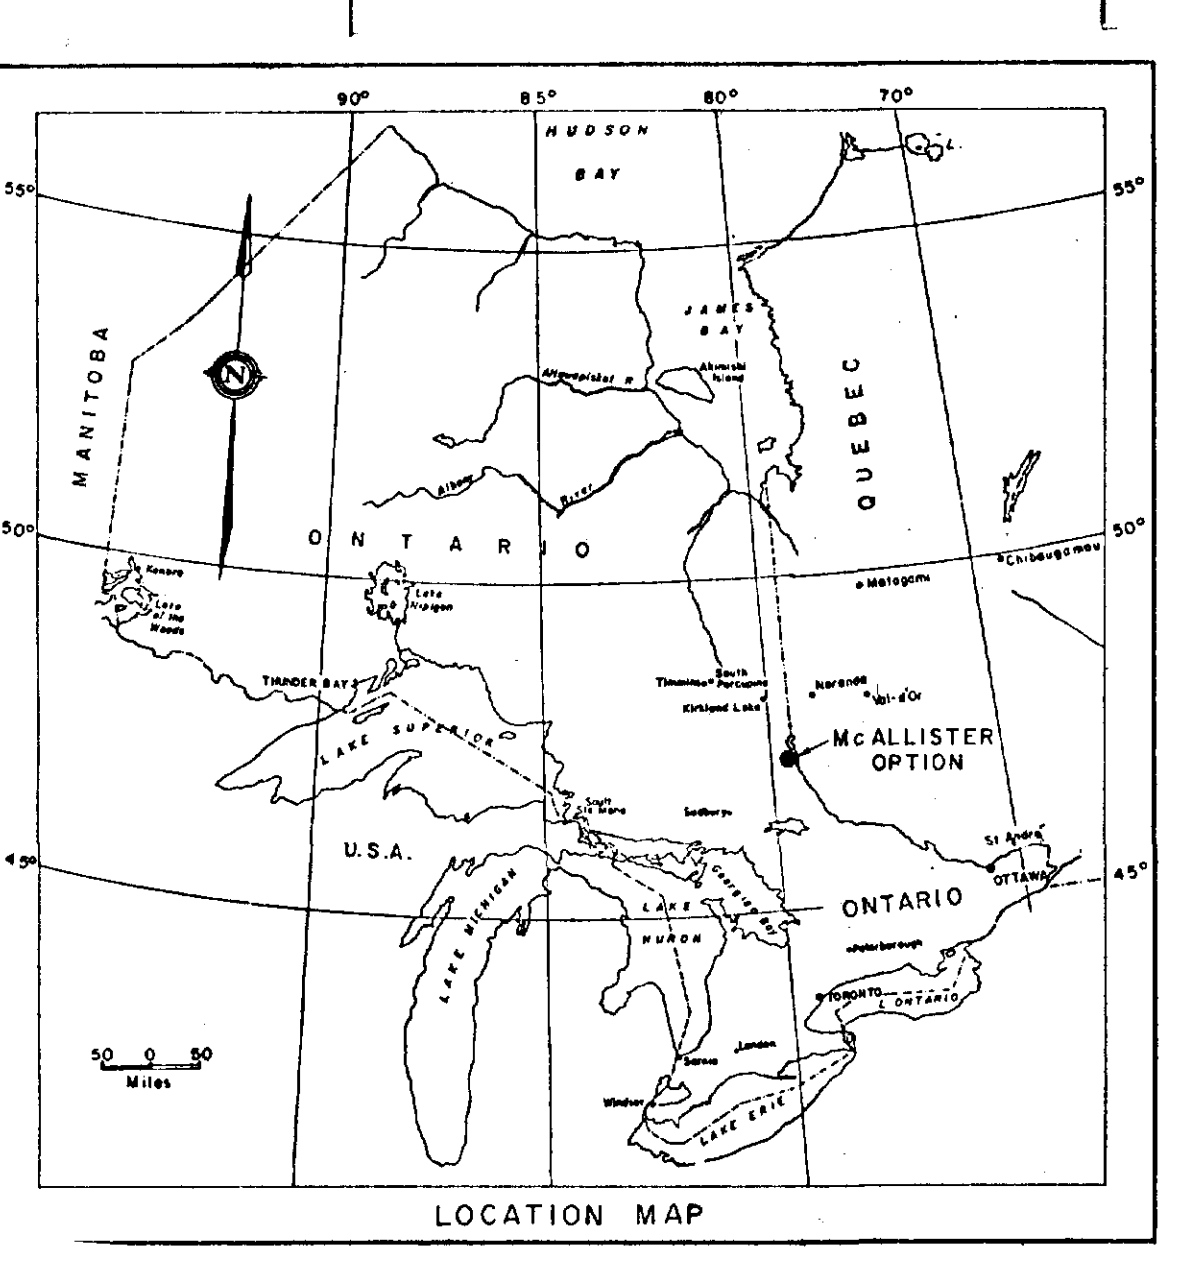 90° 85° 80° 70°
HUDSON
BAY
L.
55° 55°
JAMES
BAY
MANITOBA
N
Attawapiskat R
Akimiski
Island
QUEBEC
Albany River
50° 50°
ONTARIO
Chibougamau
Matagami
Kenora
Lake
of the
Woods
Lake
Nipigon
THUNDER BAY
South
Timmins Porcupine
Kirkland Lake
Noranda
Val-d'Or
LAKE SUPERIOR
McALLISTER
OPTION
Sault
Ste Marie
Sudbury
U.S.A.
St André
OTTAWA
45° 45°
LAKE MICHIGAN
Georgian Bay
LAKE
HURON
ONTARIO
Peterborough
TORONTO
L ONTARIO
50 0 50
Miles
London
Sarnia
Windsor
LAKE ERIE
LOCATION MAP